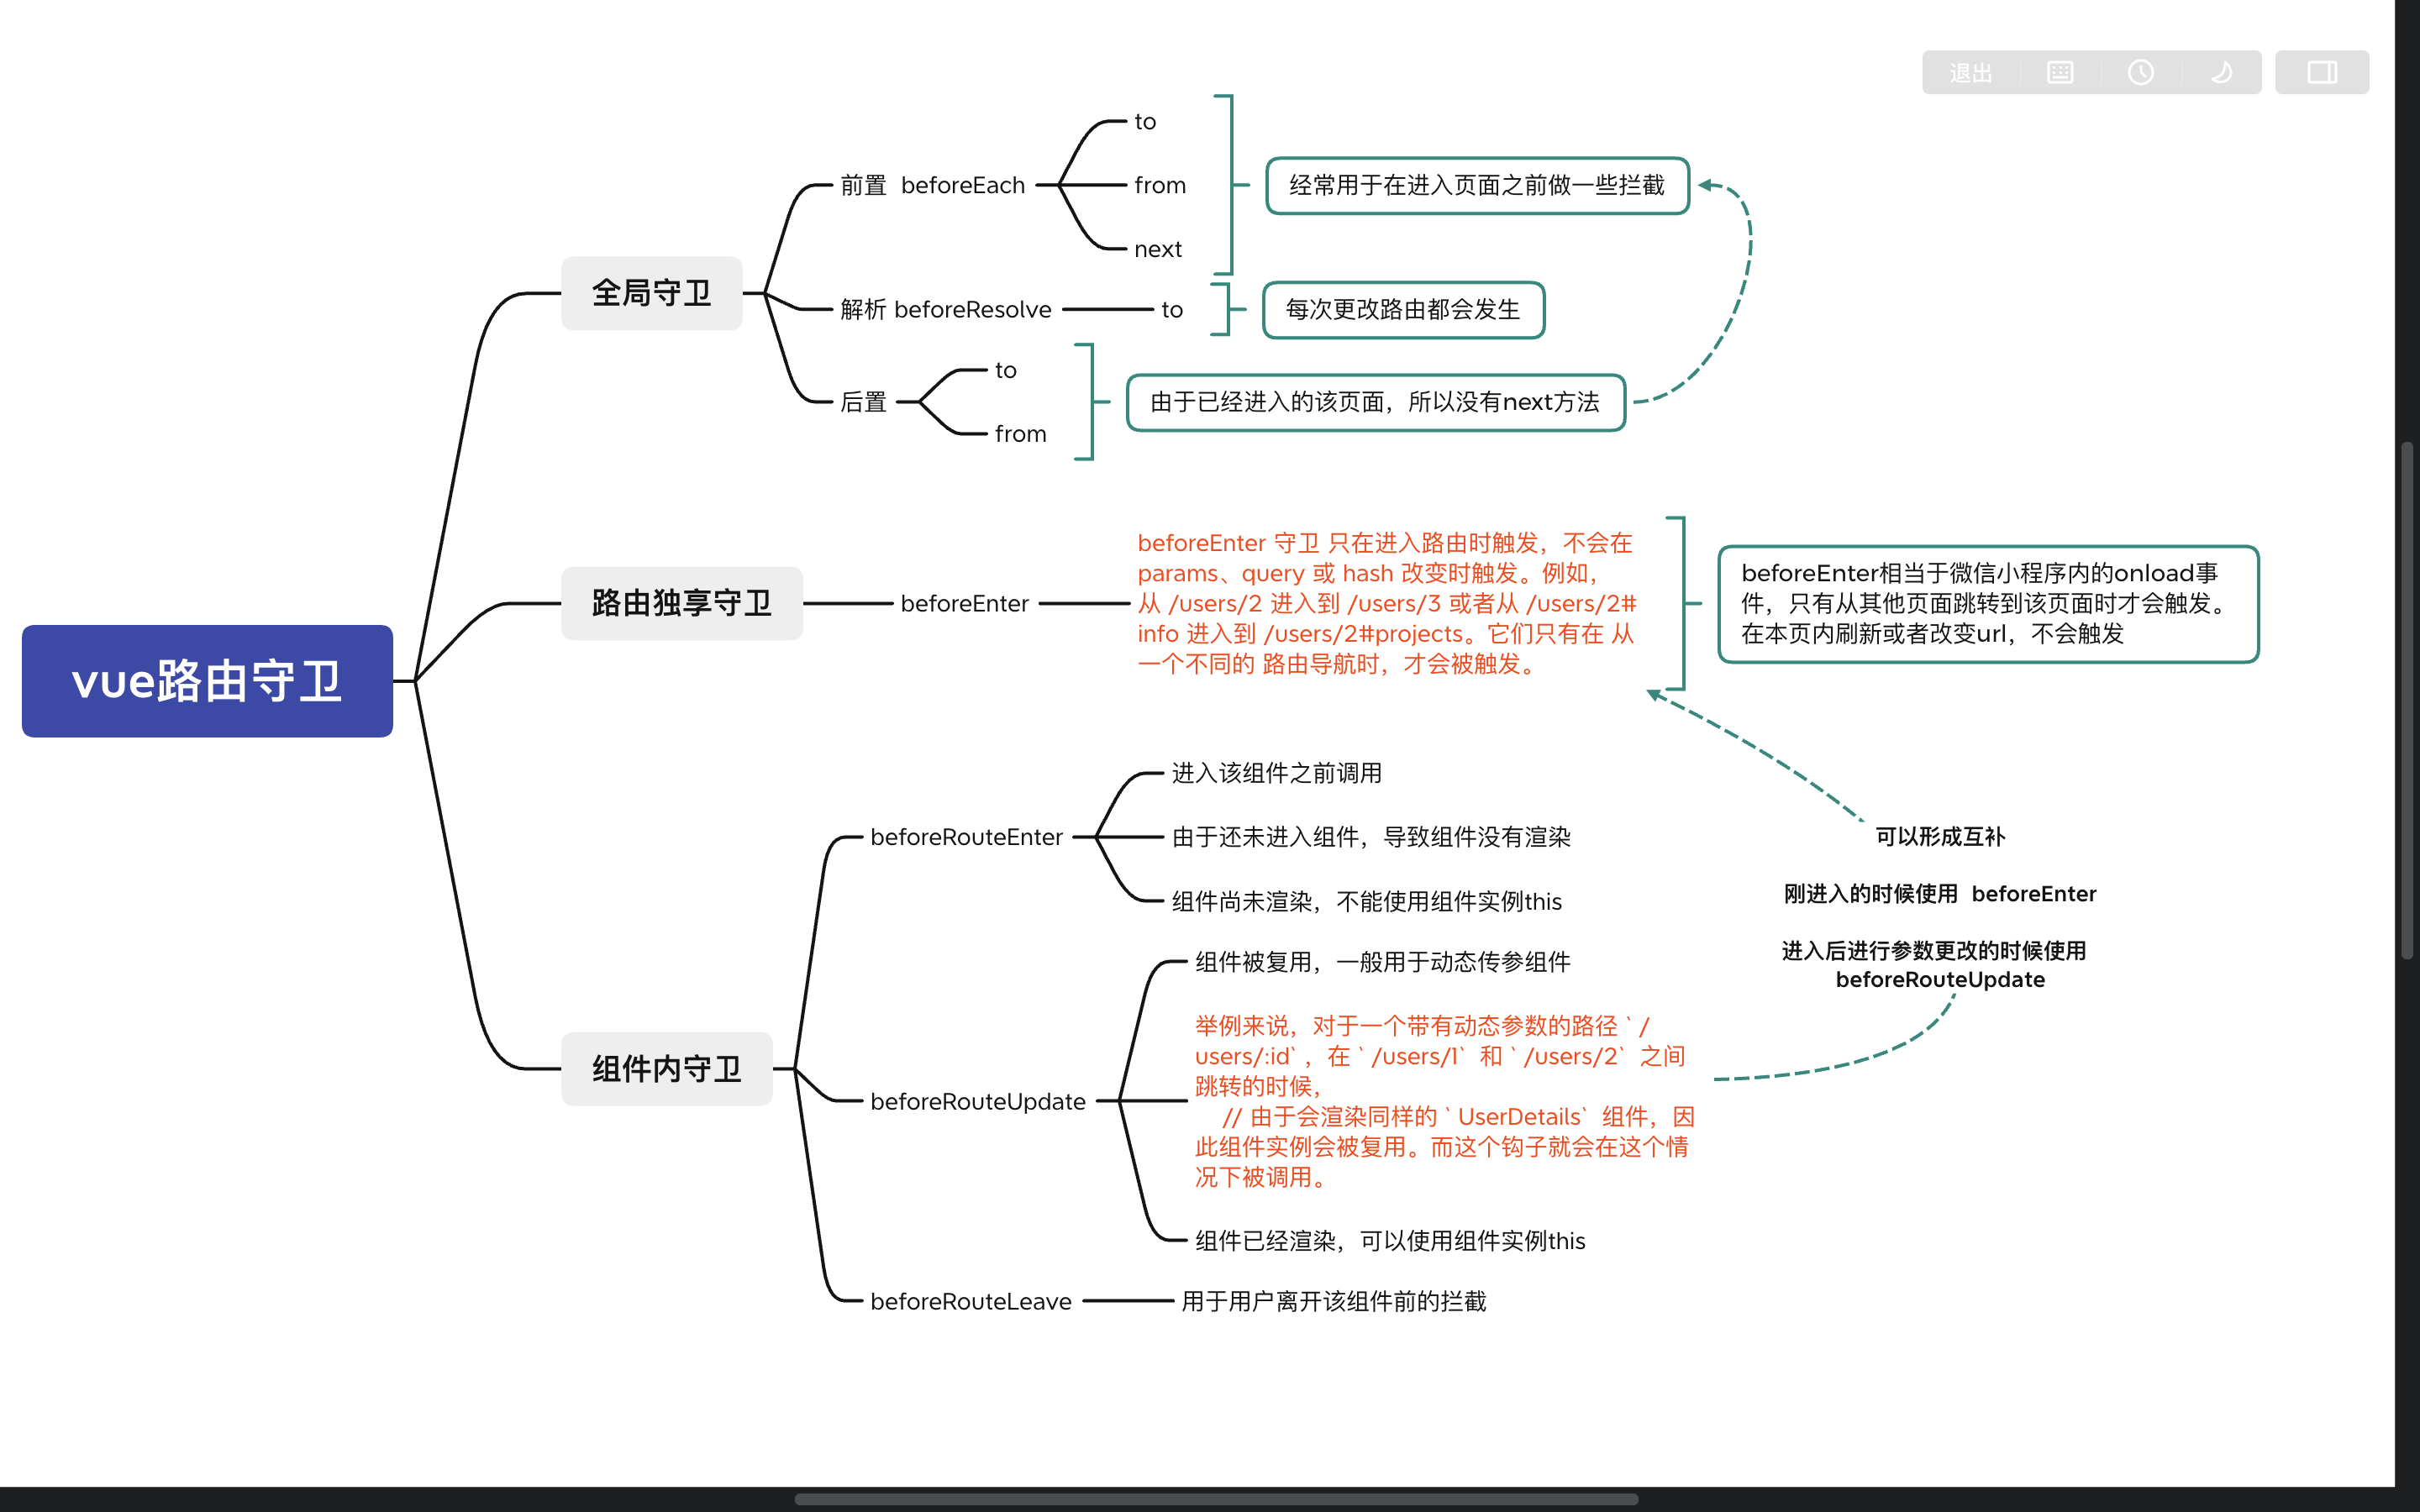 退出
vue路由守卫
全局守卫
前置 beforeEach
to
from
next
经常用于在进入页面之前做一些拦截
解析 beforeResolve
to
每次更改路由都会发生
后置
to
from
由于已经进入的该页面，所以没有next方法
路由独享守卫
beforeEnter
beforeEnter 守卫 只在进入路由时触发，不会在
params、query 或 hash 改变时触发。例如，
从 /users/2 进入到 /users/3 或者从 /users/2#
info 进入到 /users/2#projects。它们只有在 从
一个不同的 路由导航时，才会被触发。
beforeEnter相当于微信小程序内的onload事
件，只有从其他页面跳转到该页面时才会触发。
在本页内刷新或者改变url，不会触发
组件内守卫
beforeRouteEnter
进入该组件之前调用
由于还未进入组件，导致组件没有渲染
组件尚未渲染，不能使用组件实例this
可以形成互补
刚进入的时候使用 beforeEnter
进入后进行参数更改的时候使用
beforeRouteUpdate
beforeRouteUpdate
组件被复用，一般用于动态传参组件
举例来说，对于一个带有动态参数的路径 `/
users/:id`，在 `/users/1` 和 `/users/2` 之间
跳转的时候，
// 由于会渲染同样的 `UserDetails` 组件，因
此组件实例会被复用。而这个钩子就会在这个情
况下被调用。
组件已经渲染，可以使用组件实例this
beforeRouteLeave
用于用户离开该组件前的拦截